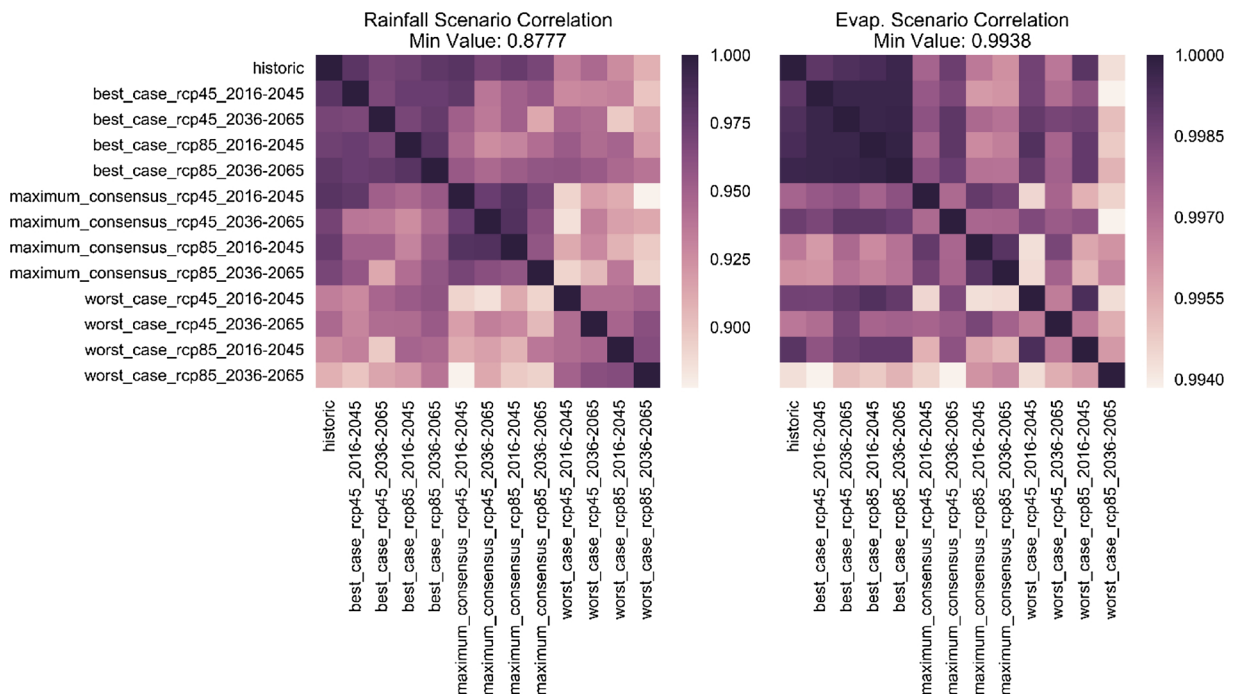 Rainfall Scenario Correlation
Min Value: 0.8777
historic
best_case_rcp45_2016-2045
best_case_rcp45_2036-2065
best_case_rcp85_2016-2045
best_case_rcp85_2036-2065
maximum_consensus_rcp45_2016-2045
maximum_consensus_rcp45_2036-2065
maximum_consensus_rcp85_2016-2045
maximum_consensus_rcp85_2036-2065
worst_case_rcp45_2016-2045
worst_case_rcp45_2036-2065
worst_case_rcp85_2016-2045
worst_case_rcp85_2036-2065
1.000
0.975
0.950
0.925
0.900
historic
best_case_rcp45_2016-2045
best_case_rcp45_2036-2065
best_case_rcp85_2016-2045
best_case_rcp85_2036-2065
maximum_consensus_rcp45_2016-2045
maximum_consensus_rcp45_2036-2065
maximum_consensus_rcp85_2016-2045
maximum_consensus_rcp85_2036-2065
worst_case_rcp45_2016-2045
worst_case_rcp45_2036-2065
worst_case_rcp85_2016-2045
worst_case_rcp85_2036-2065
Evap. Scenario Correlation
Min Value: 0.9938
1.0000
0.9985
0.9970
0.9955
0.9940
historic
best_case_rcp45_2016-2045
best_case_rcp45_2036-2065
best_case_rcp85_2016-2045
best_case_rcp85_2036-2065
maximum_consensus_rcp45_2016-2045
maximum_consensus_rcp45_2036-2065
maximum_consensus_rcp85_2016-2045
maximum_consensus_rcp85_2036-2065
worst_case_rcp45_2016-2045
worst_case_rcp45_2036-2065
worst_case_rcp85_2016-2045
worst_case_rcp85_2036-2065